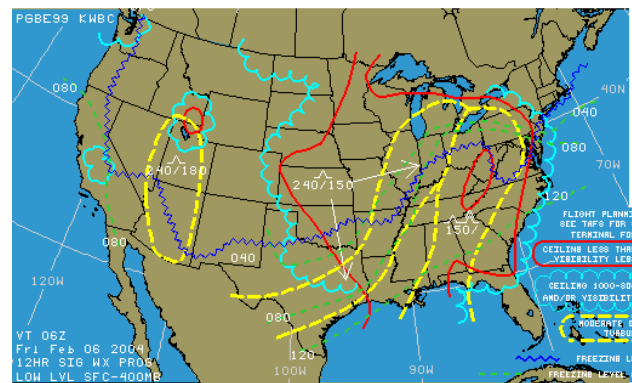 PGBE99 KWBC
40N
080
040
080
70W
240/180
240/150
120
150/
FLIGHT PLANNI
SEE TAFS FOR
TERMINAL FO
CEILING LESS THA
VISIBILITY LES
080
040
120W
CEILING 1000-30
AND/OR VISIBILIT
080
MODERATE O
TURBU
VT 06Z
Fri Feb 06 2004
12HR SIG WX PROG
LOW LVL SFC-400MB
120
100W
90W
FREEZING L
FREEZING LEVEL